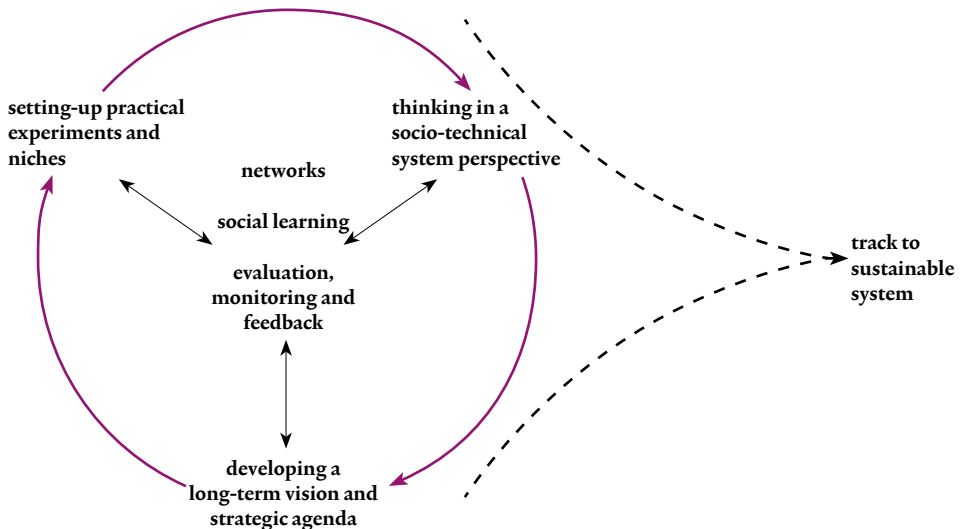 setting-up practical
experiments and
niches
thinking in a
socio-technical
system perspective
networks
social learning
evaluation,
monitoring and
feedback
track to
sustainable
system
developing a
long-term vision and
strategic agenda